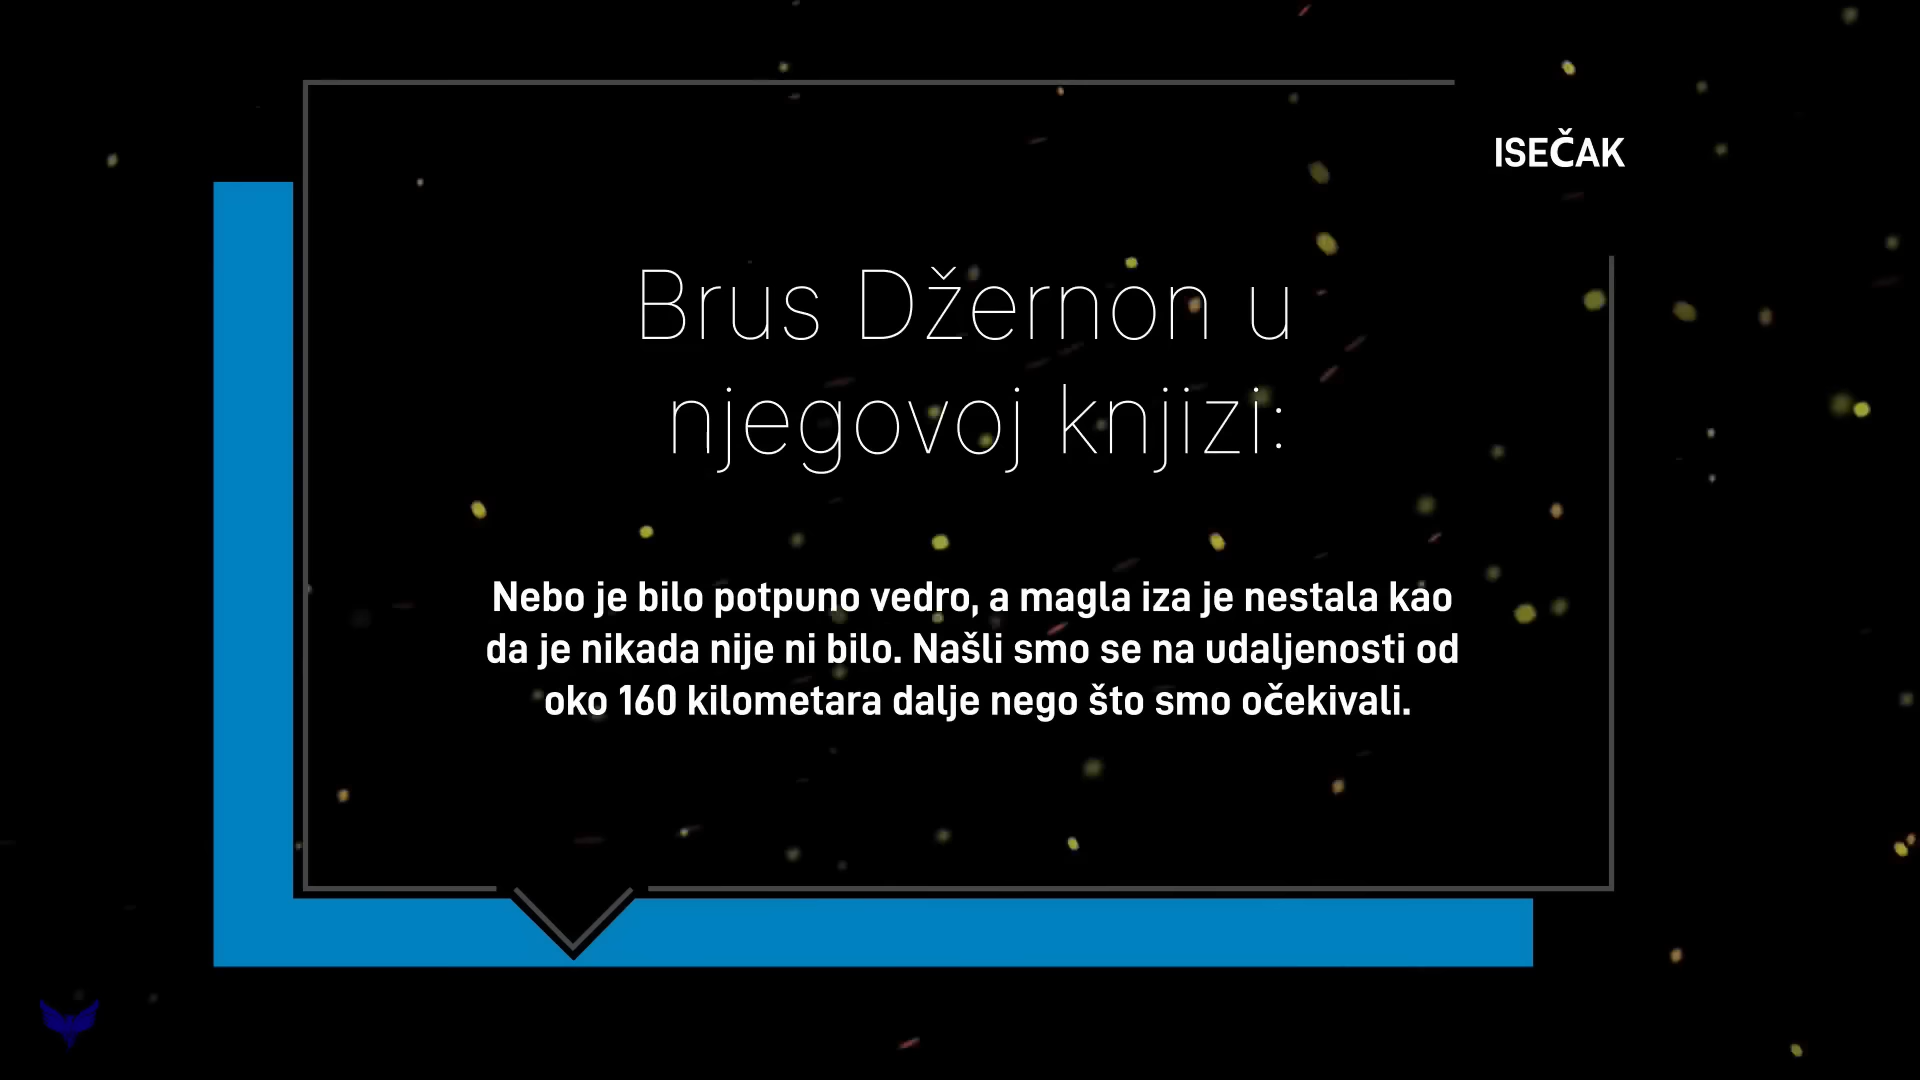 ISEČAK
Brus Džernon u
njegovoj knjizi:
Nebo je bilo potpuno vedro, a magla iza je nestala kao
da je nikada nije ni bilo. Našli smo se na udaljenosti od
oko 160 kilometara dalje nego što smo očekivali.